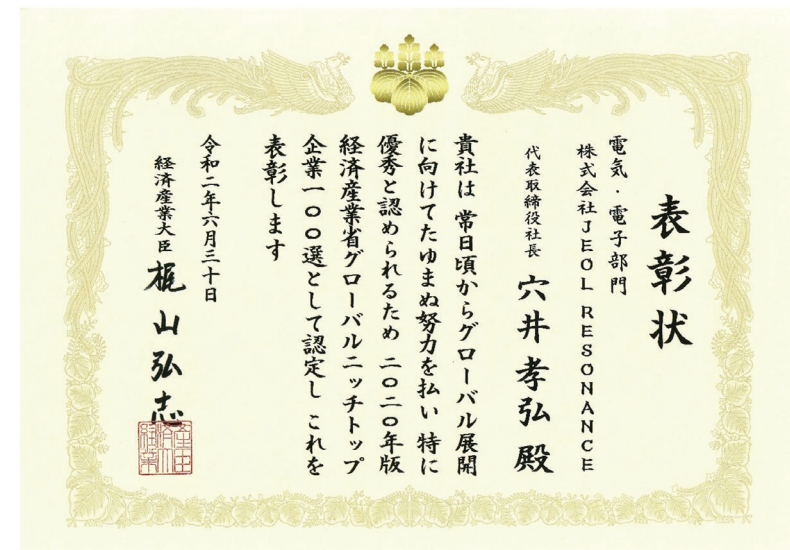 表彰状
電気・電子部門
株式会社JEOL RESONANCE
代表取締役社長 穴井孝弘 殿
貴社は 常日頃からグローバル展開
に向けてたゆまぬ努力を払い 特に
優秀と認められるため 二〇二〇年版
経済産業省グローバルニッチトップ
企業一〇〇選として認定し これを
表彰します
令和二年六月三十日
経済産業大臣 梶山弘志